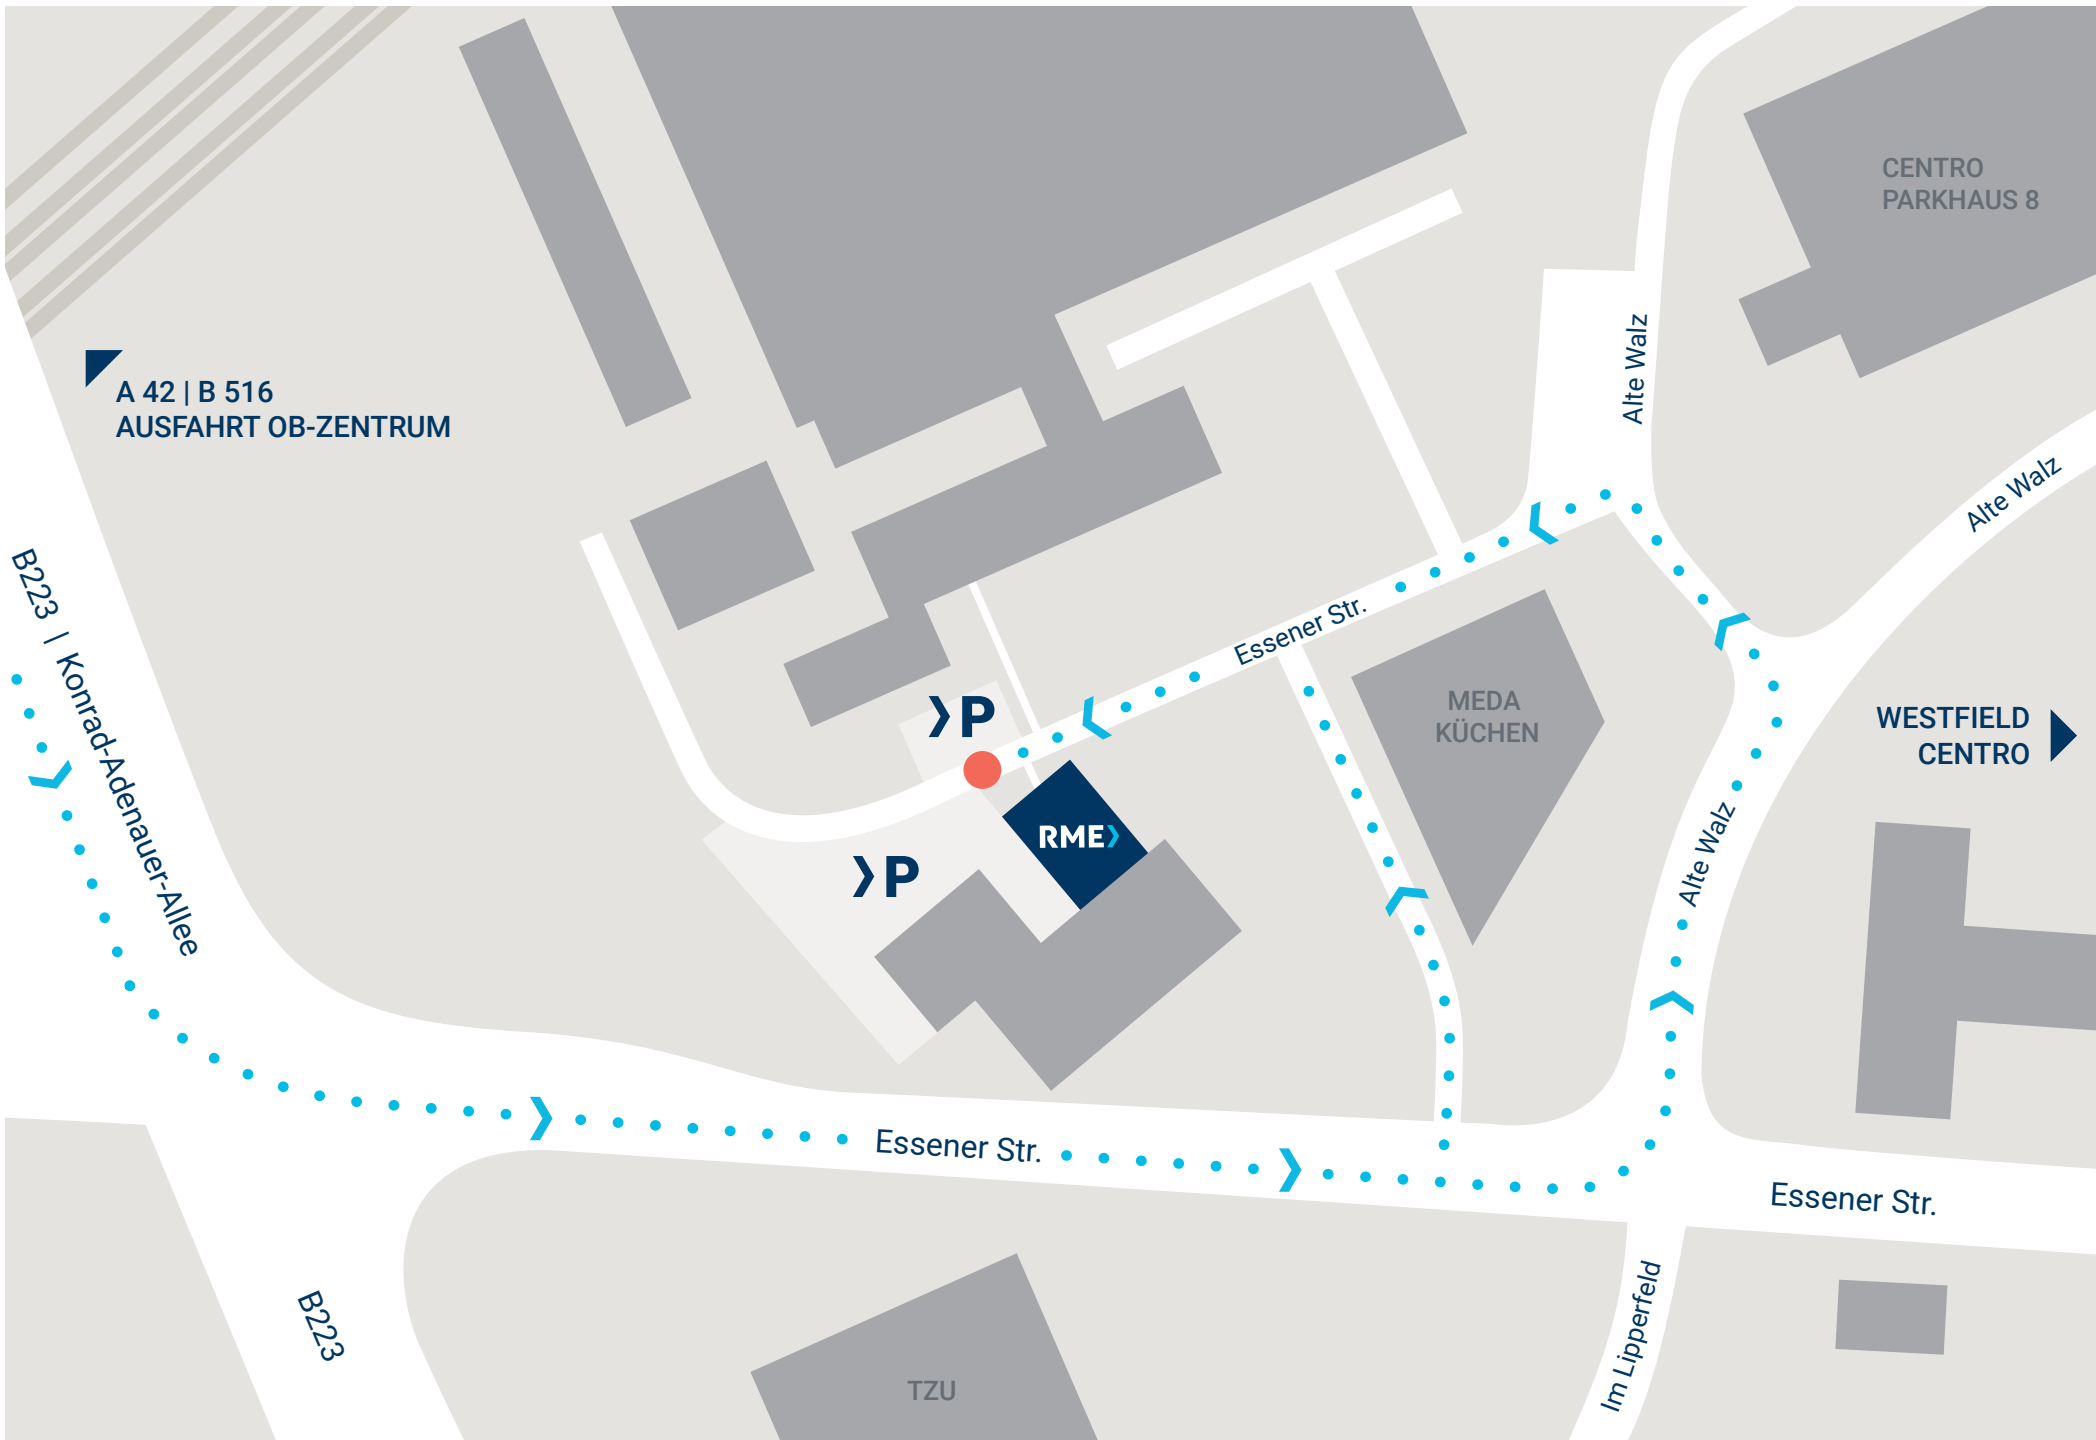 CENTRO
PARKHAUS 8
Alte Walz
A 42 | B 516
AUSFAHRT OB-ZENTRUM
Alte Walz
B223 | Konrad-Adenauer-Allee
Essener Str.
P
MEDA
KÜCHEN
WESTFIELD
CENTRO
RME
P
Alte Walz
Essener Str.
Essener Str.
B223
Im Lipperfeld
TZU